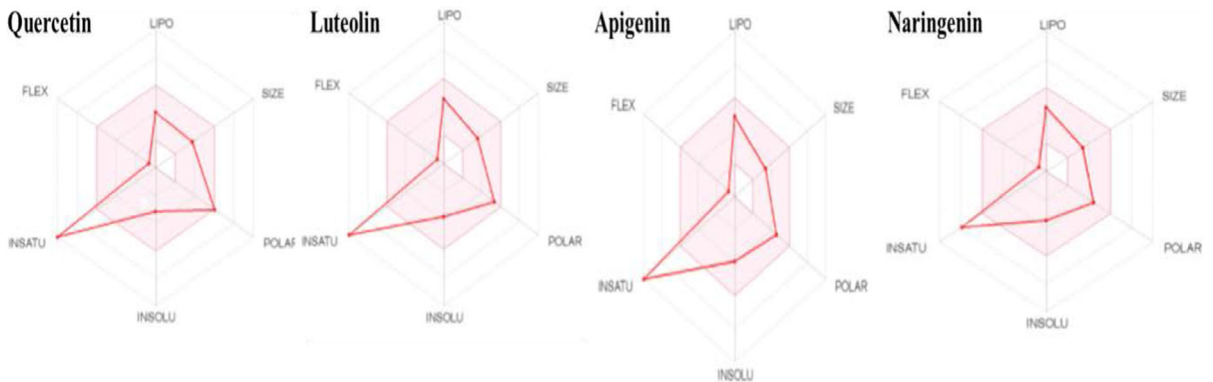 Quercetin
LIPO
FLEX
SIZE
INSATU
POLAR
INSOLU
Luteolin
LIPO
FLEX
SIZE
INSATU
POLAR
INSOLU
Apigenin
LIPO
FLEX
SIZE
INSATU
POLAR
INSOLU
Naringenin
LIPO
FLEX
SIZE
INSATU
POLAR
INSOLU